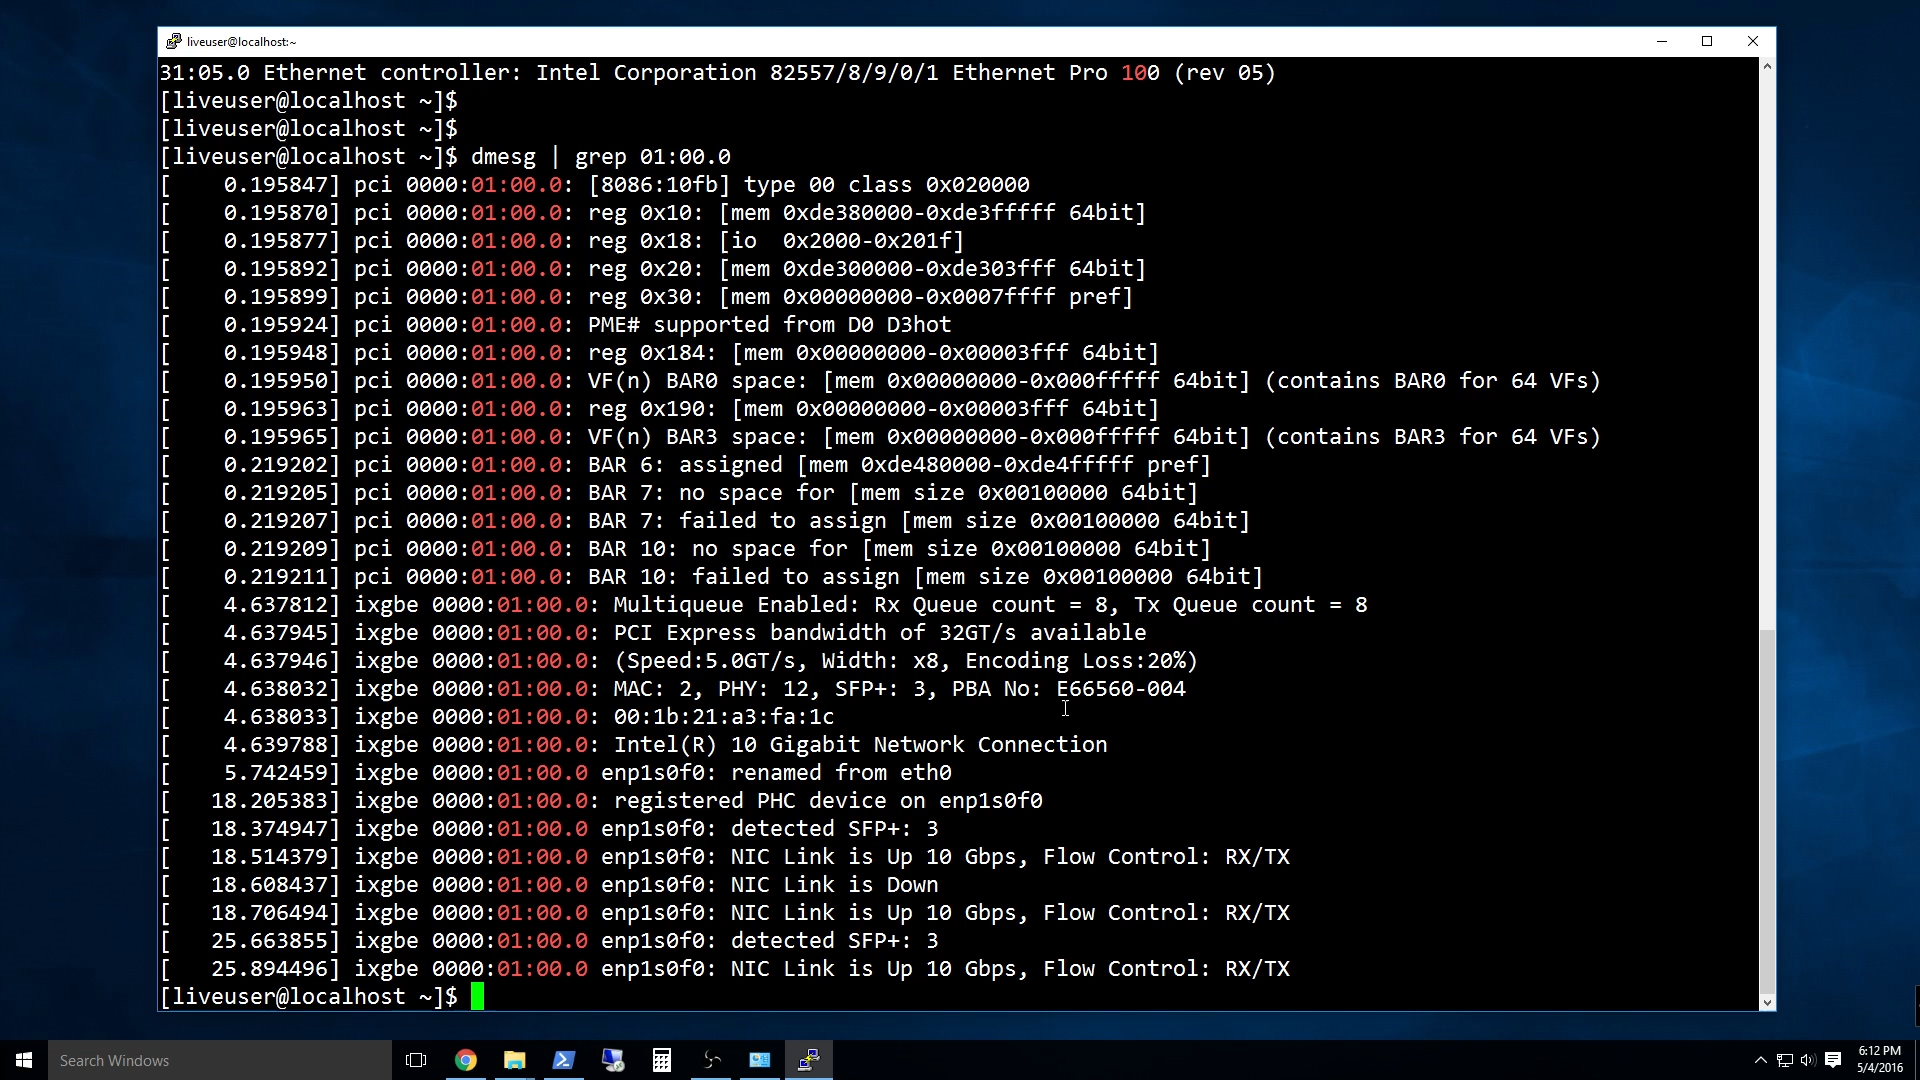 liveuser@localhost:~
31:05.0 Ethernet controller: Intel Corporation 82557/8/9/0/1 Ethernet Pro 100 (rev 05)
[liveuser@localhost ~]$
[liveuser@localhost ~]$
[liveuser@localhost ~]$ dmesg | grep 01:00.0
[    0.195847] pci 0000:01:00.0: [8086:10fb] type 00 class 0x020000
[    0.195870] pci 0000:01:00.0: reg 0x10: [mem 0xde380000-0xde3fffff 64bit]
[    0.195877] pci 0000:01:00.0: reg 0x18: [io  0x2000-0x201f]
[    0.195892] pci 0000:01:00.0: reg 0x20: [mem 0xde300000-0xde303fff 64bit]
[    0.195899] pci 0000:01:00.0: reg 0x30: [mem 0x00000000-0x0007ffff pref]
[    0.195924] pci 0000:01:00.0: PME# supported from D0 D3hot
[    0.195948] pci 0000:01:00.0: reg 0x184: [mem 0x00000000-0x00003fff 64bit]
[    0.195950] pci 0000:01:00.0: VF(n) BAR0 space: [mem 0x00000000-0x000fffff 64bit] (contains BAR0 for 64 VFs)
[    0.195963] pci 0000:01:00.0: reg 0x190: [mem 0x00000000-0x00003fff 64bit]
[    0.195965] pci 0000:01:00.0: VF(n) BAR3 space: [mem 0x00000000-0x000fffff 64bit] (contains BAR3 for 64 VFs)
[    0.219202] pci 0000:01:00.0: BAR 6: assigned [mem 0xde480000-0xde4fffff pref]
[    0.219205] pci 0000:01:00.0: BAR 7: no space for [mem size 0x00100000 64bit]
[    0.219207] pci 0000:01:00.0: BAR 7: failed to assign [mem size 0x00100000 64bit]
[    0.219209] pci 0000:01:00.0: BAR 10: no space for [mem size 0x00100000 64bit]
[    0.219211] pci 0000:01:00.0: BAR 10: failed to assign [mem size 0x00100000 64bit]
[    4.637812] ixgbe 0000:01:00.0: Multiqueue Enabled: Rx Queue count = 8, Tx Queue count = 8
[    4.637945] ixgbe 0000:01:00.0: PCI Express bandwidth of 32GT/s available
[    4.637946] ixgbe 0000:01:00.0: (Speed:5.0GT/s, Width: x8, Encoding Loss:20%)
[    4.638032] ixgbe 0000:01:00.0: MAC: 2, PHY: 12, SFP+: 3, PBA No: E66560-004
[    4.638033] ixgbe 0000:01:00.0: 00:1b:21:a3:fa:1c
[    4.639788] ixgbe 0000:01:00.0: Intel(R) 10 Gigabit Network Connection
[    5.742459] ixgbe 0000:01:00.0 enp1s0f0: renamed from eth0
[   18.205383] ixgbe 0000:01:00.0: registered PHC device on enp1s0f0
[   18.374947] ixgbe 0000:01:00.0 enp1s0f0: detected SFP+: 3
[   18.514379] ixgbe 0000:01:00.0 enp1s0f0: NIC Link is Up 10 Gbps, Flow Control: RX/TX
[   18.608437] ixgbe 0000:01:00.0 enp1s0f0: NIC Link is Down
[   18.706494] ixgbe 0000:01:00.0 enp1s0f0: NIC Link is Up 10 Gbps, Flow Control: RX/TX
[   25.663855] ixgbe 0000:01:00.0 enp1s0f0: detected SFP+: 3
[   25.894496] ixgbe 0000:01:00.0 enp1s0f0: NIC Link is Up 10 Gbps, Flow Control: RX/TX
[liveuser@localhost ~]$
Search Windows
6:12 PM
5/4/2016